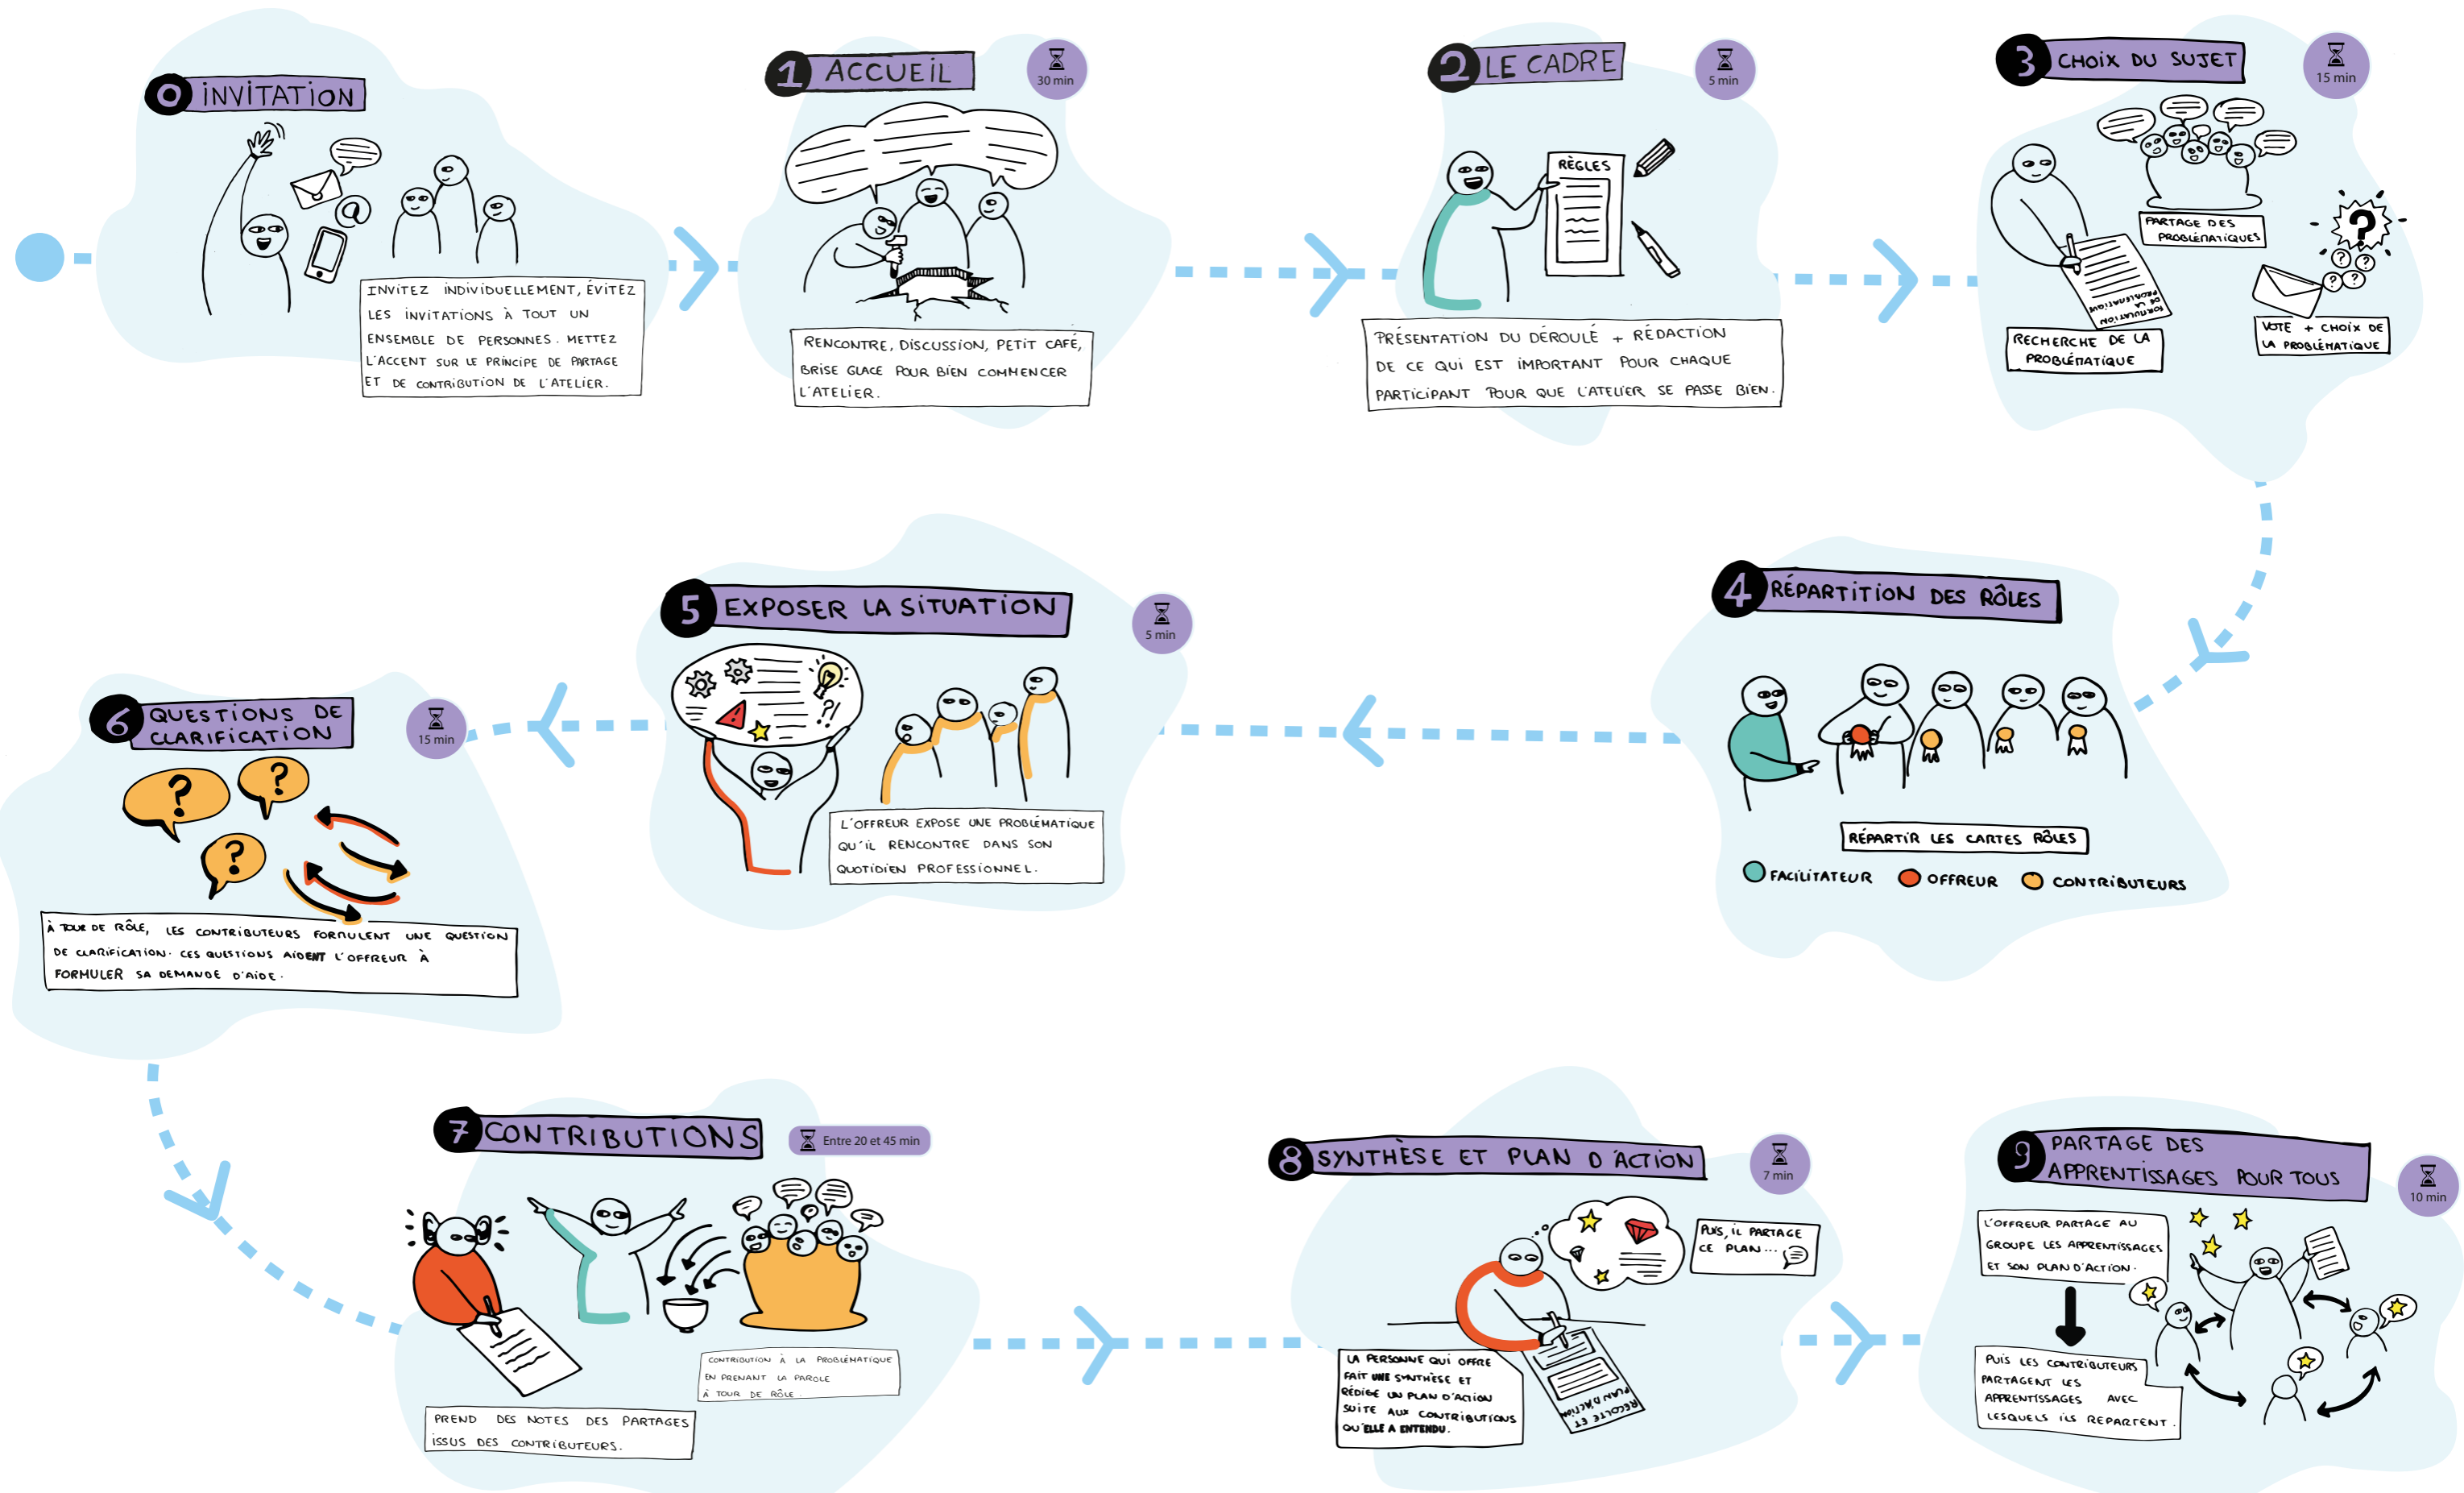 0 INVITATION
INVITEZ INDIVIDUELLEMENT, ÉVITEZ
LES INVITATIONS À TOUT UN
ENSEMBLE DE PERSONNES. METTEZ
L'ACCENT SUR LE PRINCIPE DE PARTAGE
ET DE CONTRIBUTION DE L'ATELIER.
1 ACCUEIL
30 min
RENCONTRE, DISCUSSION, PETIT CAFÉ,
BRISE GLACE POUR BIEN COMMENCER
L'ATELIER.
2 LE CADRE
5 min
RÈGLES
PRÉSENTATION DU DÉROULÉ + RÉDACTION
DE CE QUI EST IMPORTANT POUR CHAQUE
PARTICIPANT POUR QUE L'ATELIER SE PASSE BIEN.
3 CHOIX DU SUJET
15 min
PARTAGE DES
PROBLÉMATIQUES
?
? ?
? ?
FORMULATION
DE LA
PROBLÉMATIQUE
RECHERCHE DE LA
PROBLÉMATIQUE
VOTE + CHOIX DE
LA PROBLÉMATIQUE
4 RÉPARTITION DES RÔLES
RÉPARTIR LES CARTES RÔLES
FACILITATEUR
OFFREUR
CONTRIBUTEURS
5 EXPOSER LA SITUATION
5 min
L'OFFREUR EXPOSE UNE PROBLÉMATIQUE
QU'IL RENCONTRE DANS SON
QUOTIDIEN PROFESSIONNEL.
6 QUESTIONS DE
CLARIFICATION
15 min
? ?
?
À TOUR DE RÔLE, LES CONTRIBUTEURS FORMULENT UNE QUESTION
DE CLARIFICATION. CES QUESTIONS AIDENT L'OFFREUR À
FORMULER SA DEMANDE D'AIDE.
7 CONTRIBUTIONS
Entre 20 et 45 min
CONTRIBUTION À LA PROBLÉMATIQUE
EN PRENANT LA PAROLE
À TOUR DE RÔLE.
PREND DES NOTES DES PARTAGES
ISSUS DES CONTRIBUTEURS.
8 SYNTHÈSE ET PLAN D'ACTION
7 min
PUIS, IL PARTAGE
CE PLAN...
LA PERSONNE QUI OFFRE
FAIT UNE SYNTHÈSE ET
RÉDIGE UN PLAN D'ACTION
SUITE AUX CONTRIBUTIONS
QU'ELLE A ENTENDU.
RÉCOLTE ET
PLAN D'ACTION
9 PARTAGE DES
APPRENTISSAGES POUR TOUS
10 min
L'OFFREUR PARTAGE AU
GROUPE LES APPRENTISSAGES
ET SON PLAN D'ACTION.
PUIS LES CONTRIBUTEURS
PARTAGENT LES
APPRENTISSAGES AVEC
LESQUELS ILS REPARTENT.